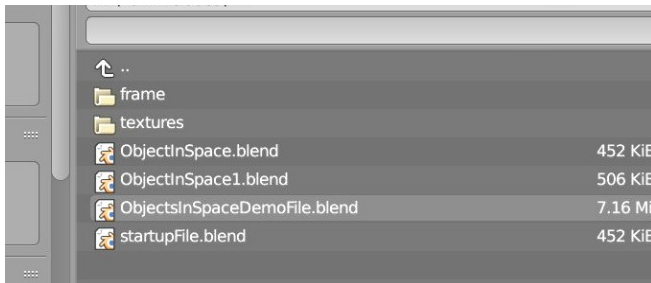 ..
frame
textures
ObjectInSpace.blend 452 KiB
ObjectInSpace1.blend 506 KiB
ObjectsInSpaceDemoFile.blend 7.16 Mi
startupFile.blend 452 KiB